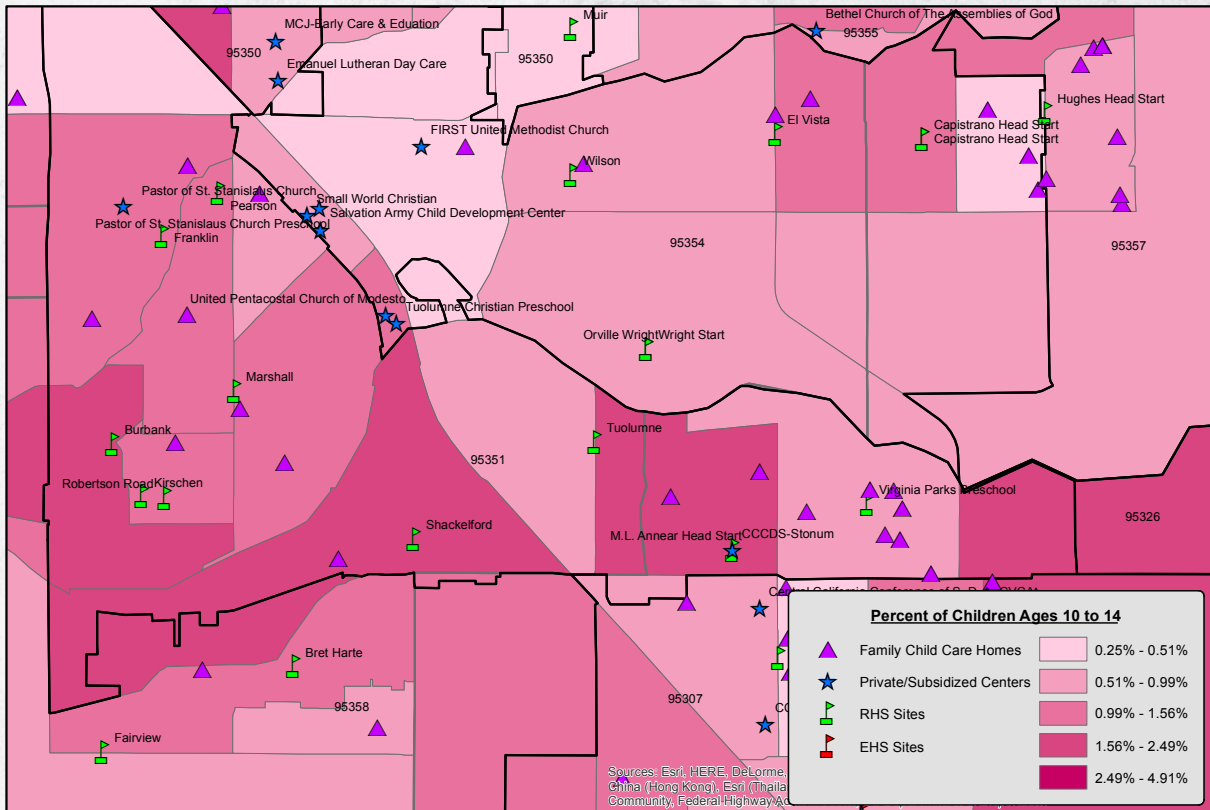 MCJ-Early Care & Eduation
Muir
Bethel Church of The Assemblies of God
95355
95350
95350
Emanuel Lutheran Day Care
Hughes Head Start
El Vista
Capistrano Head Start
Capistrano Head Start
FIRST United Methodist Church
Wilson
Pastor of St. Stanislaus Church
Small World Christian
Pearson
Salvation Army Child Development Center
Pastor of St. Stanislaus Church Preschool
Franklin
95354
95357
United Pentacostal Church of Modesto
Tuolumne Christian Preschool
Orville WrightWright Start
Marshall
Burbank
Tuolumne
95351
Robertson RoadKirschen
Virginia Parks Preschool
95326
Shackelford
M.L. Annear Head Start
CCCDS-Stonum
Central California Conference of S. D.
Bret Harte
95307
95358
CC
Fairview
Percent of Children Ages 10 to 14
Family Child Care Homes
0.25% - 0.51%
Private/Subsidized Centers
0.51% - 0.99%
RHS Sites
0.99% - 1.56%
EHS Sites
1.56% - 2.49%
2.49% - 4.91%
Sources: Esri, HERE, DeLorme,
China (Hong Kong), Esri (Thaila
Community, Federal Highway Ad